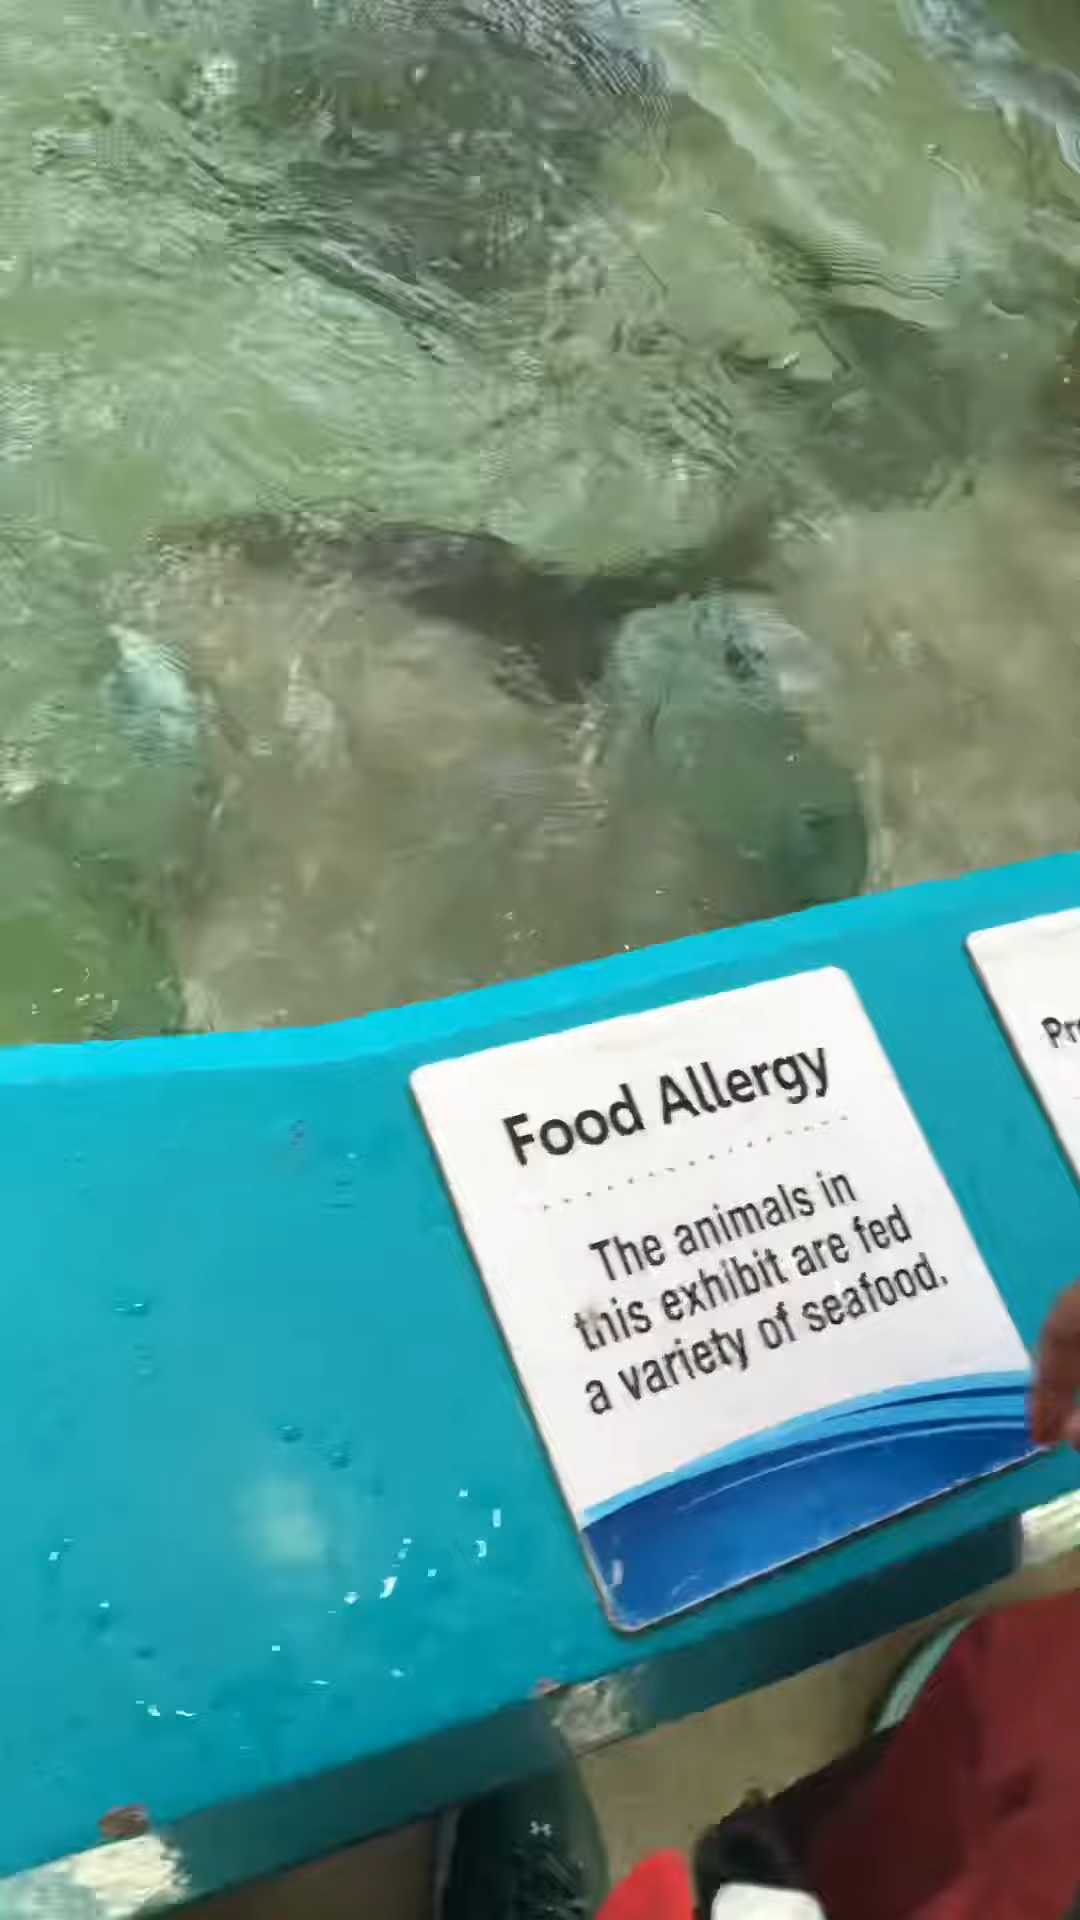 Food Allergy
The animals in
this exhibit are fed
a variety of seafood.